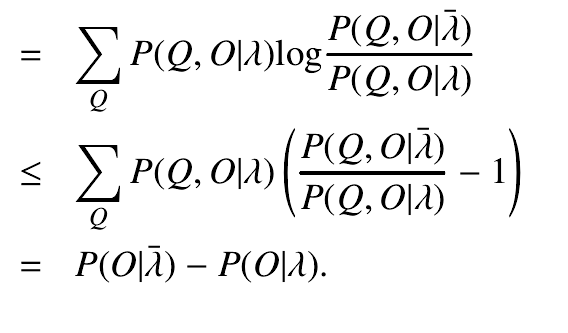 = ∑_Q P(Q, O|λ)log P(Q, O|λ̄) / P(Q, O|λ)
≤ ∑_Q P(Q, O|λ) ( P(Q, O|λ̄) / P(Q, O|λ) − 1 )
= P(O|λ̄) − P(O|λ).